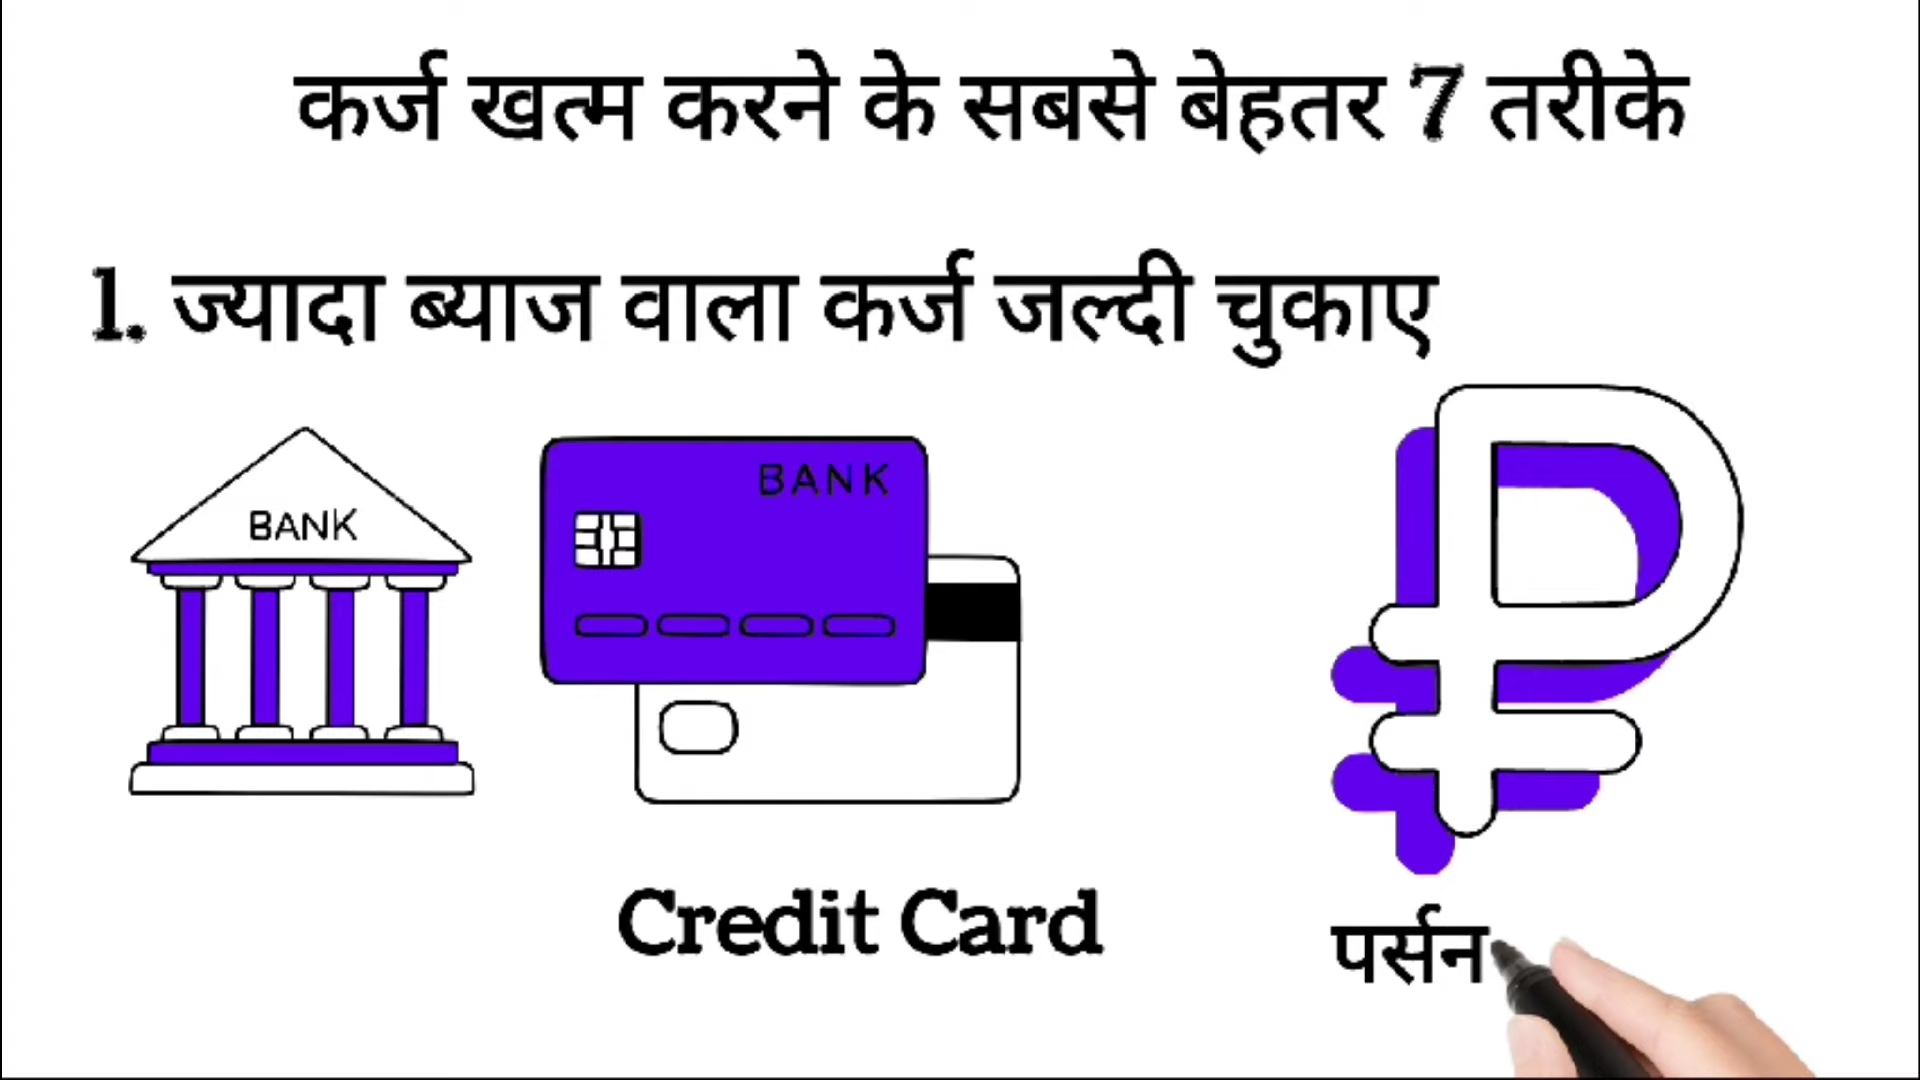 कर्ज खत्म करने के सबसे बेहतर 7 तरीके
1. ज्यादा ब्याज वाला कर्ज जल्दी चुकाए
BANK
BANK
Credit Card
पर्सन